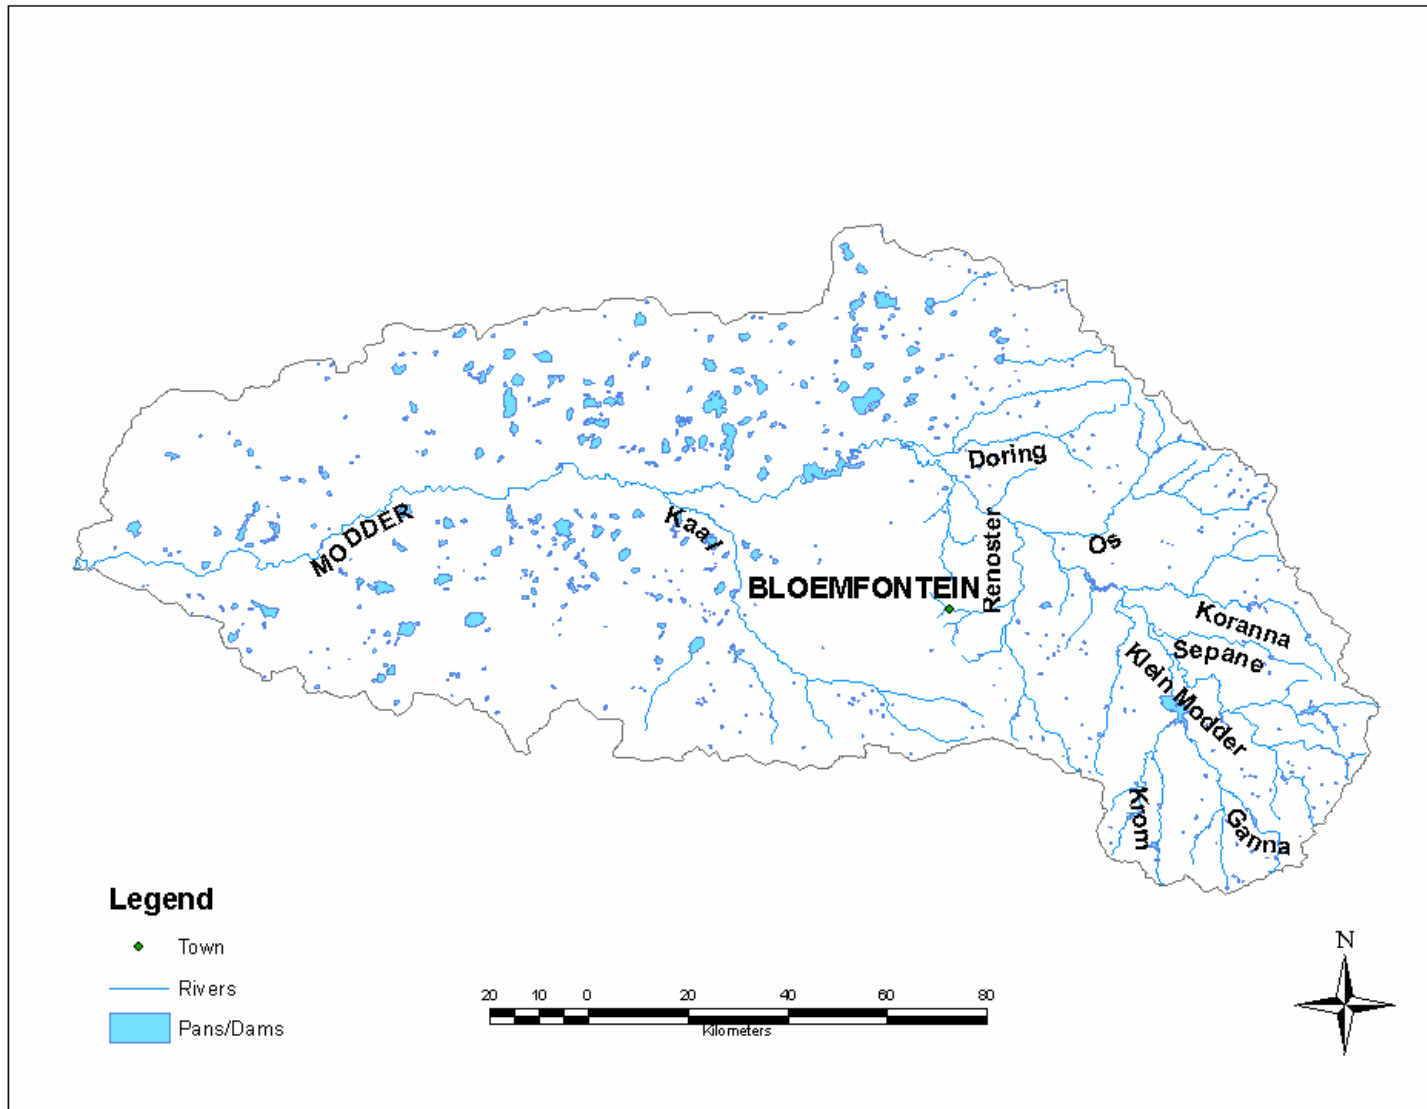 Doring
MODDER
Kaay
Renoster
Os
BLOEMFONTEIN
Koranna
Sepane
Klein Modder
Krom
Ganna
Legend
Town
Rivers
Pans/Dams
20 10 0 20 40 60 80
Kilometers
N